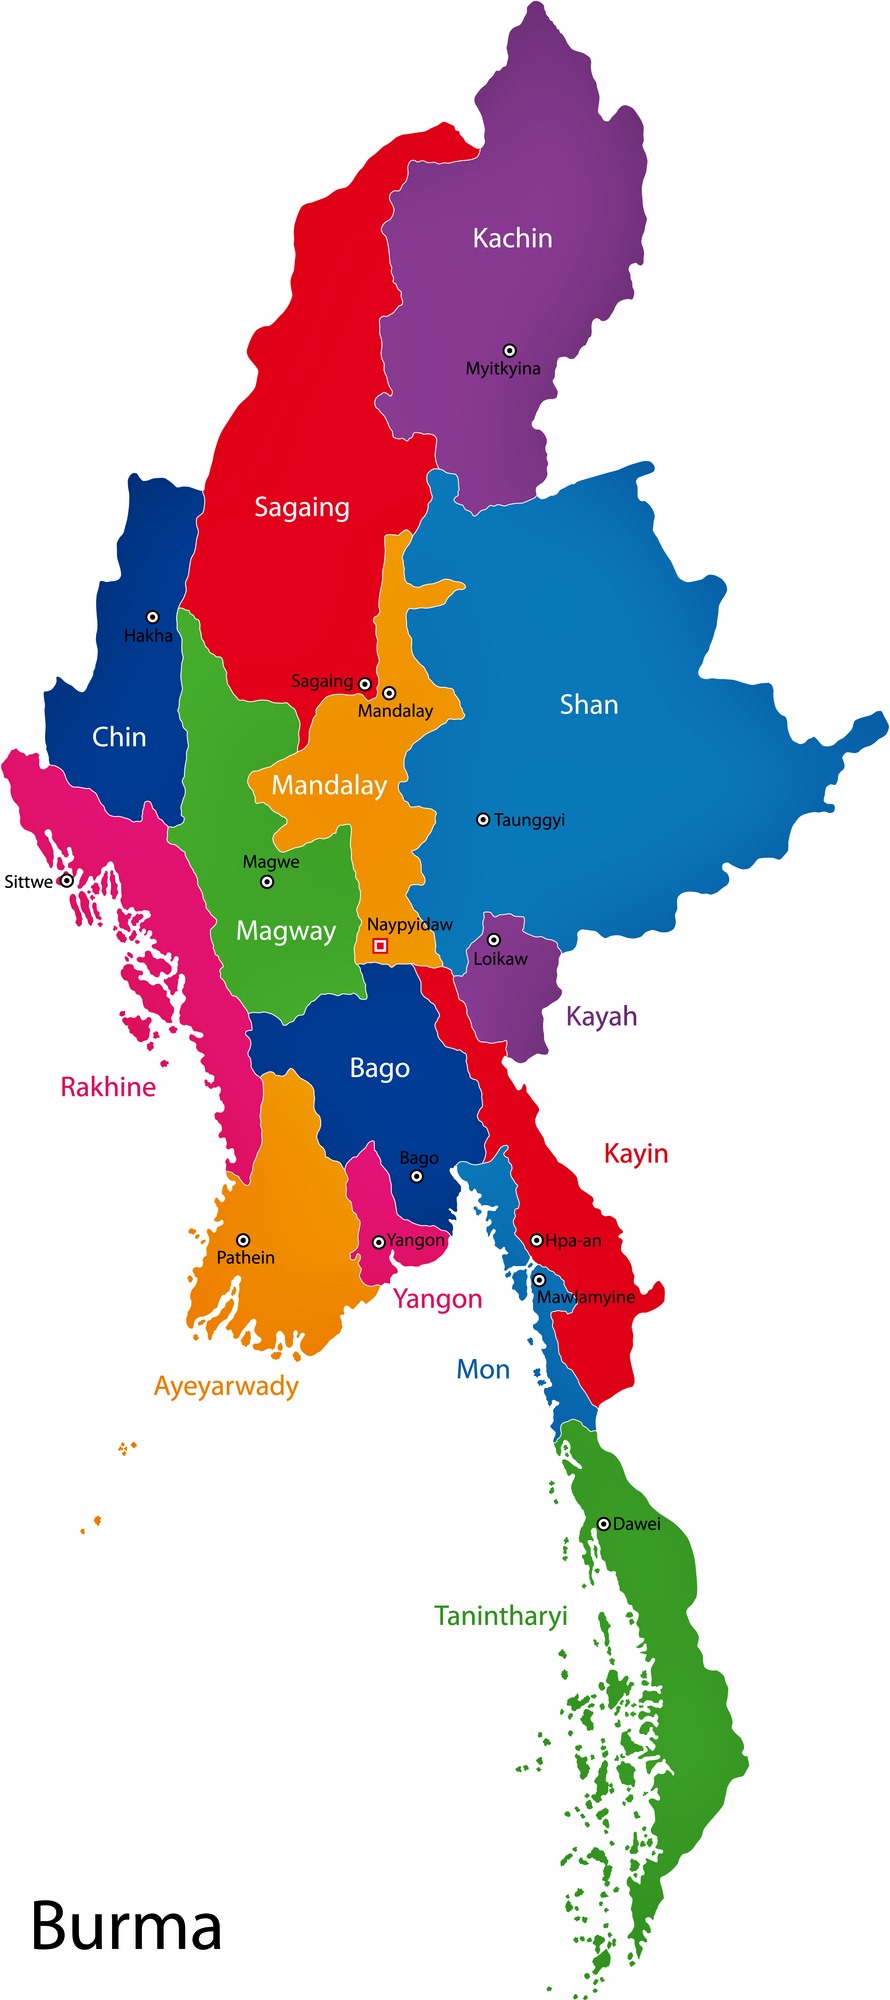 Kachin
Myitkyina
Sagaing
Hakha
Sagaing
Mandalay
Shan
Chin
Mandalay
Taunggyi
Magwe
Sittwe
Naypyidaw
Magway
Loikaw
Kayah
Bago
Rakhine
Kayin
Bago
Yangon
Hpa-an
Pathein
Mawlamyine
Yangon
Mon
Ayeyarwady
Dawei
Tanintharyi
Burma